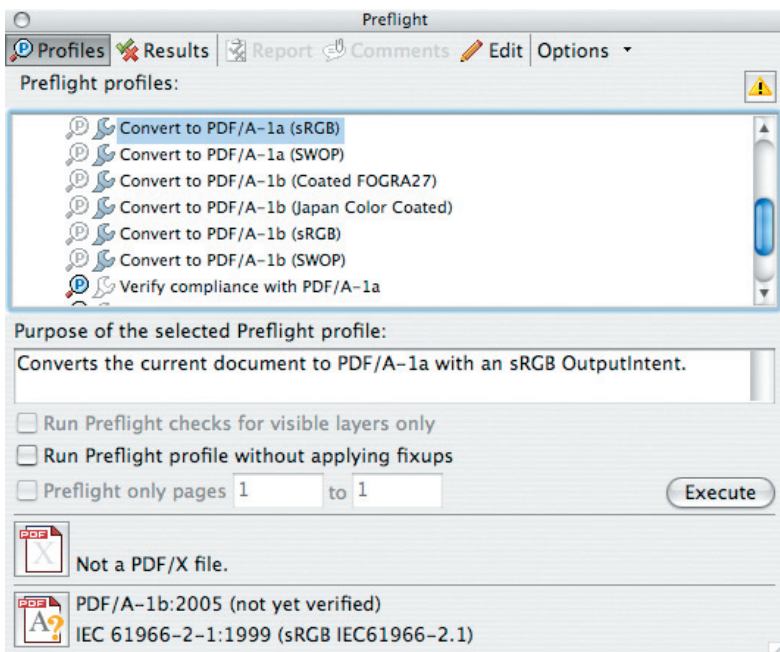 Preflight
Profiles Results Report Comments Edit Options
Preflight profiles:
Convert to PDF/A-1a (sRGB)
Convert to PDF/A-1a (SWOP)
Convert to PDF/A-1b (Coated FOGRA27)
Convert to PDF/A-1b (Japan Color Coated)
Convert to PDF/A-1b (sRGB)
Convert to PDF/A-1b (SWOP)
Verify compliance with PDF/A-1a
Purpose of the selected Preflight profile:
Converts the current document to PDF/A-1a with an sRGB OutputIntent.
Run Preflight checks for visible layers only
Run Preflight profile without applying fixups
Preflight only pages 1 to 1
Execute
PDF
X
Not a PDF/X file.
PDF
A?
PDF/A-1b:2005 (not yet verified)
IEC 61966-2-1:1999 (sRGB IEC61966-2.1)